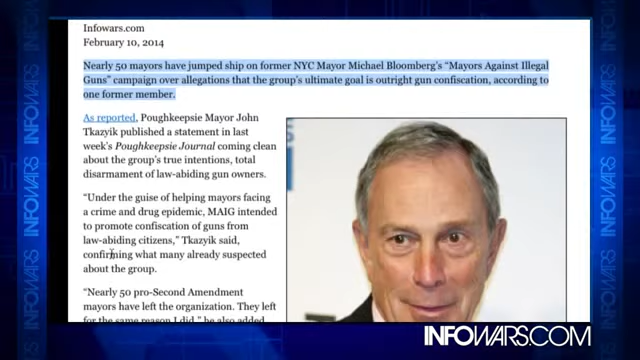 Infowars.com
February 10, 2014
Nearly 50 mayors have jumped ship on former NYC Mayor Michael Bloomberg's "Mayors Against Illegal
Guns" campaign over allegations that the group's ultimate goal is outright gun confiscation, according to
one former member.
As reported, Poughkeepsie Mayor John
Tkazyik published a statement in last
week's Poughkeepsie Journal coming clean
about the group's true intentions, total
disarmament of law-abiding gun owners.
"Under the guise of helping mayors facing
a crime and drug epidemic, MAIG intended
to promote confiscation of guns from
law-abiding citizens," Tkazyik said,
confirming what many already suspected
about the group.
"Nearly 50 pro-Second Amendment
mayors have left the organization. They left
for the same reason I did," he also added
INFOWARS.COM
INFOWARS
INFOWARS
INFOWARS
INFOWARS